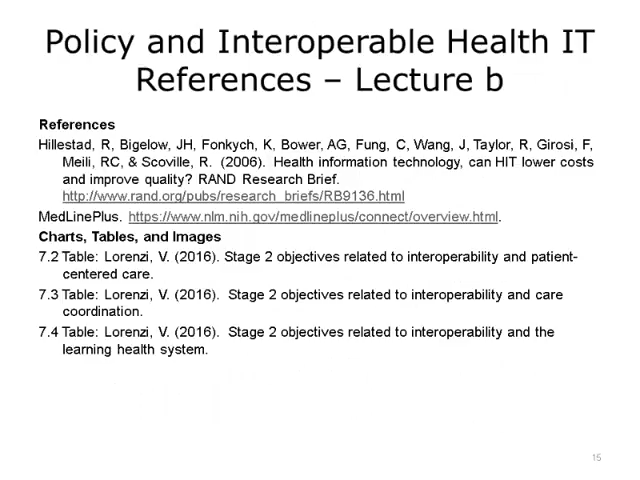 Policy and Interoperable Health IT
References – Lecture b
References
Hillestad, R, Bigelow, JH, Fonkych, K, Bower, AG, Fung, C, Wang, J, Taylor, R, Girosi, F,
Meili, RC, & Scoville, R. (2006). Health information technology, can HIT lower costs
and improve quality? RAND Research Brief.
http://www.rand.org/pubs/research_briefs/RB9136.html
MedLinePlus. https://www.nlm.nih.gov/medlineplus/connect/overview.html.
Charts, Tables, and Images
7.2 Table: Lorenzi, V. (2016). Stage 2 objectives related to interoperability and patient-
centered care.
7.3 Table: Lorenzi, V. (2016). Stage 2 objectives related to interoperability and care
coordination.
7.4 Table: Lorenzi, V. (2016). Stage 2 objectives related to interoperability and the
learning health system.
15